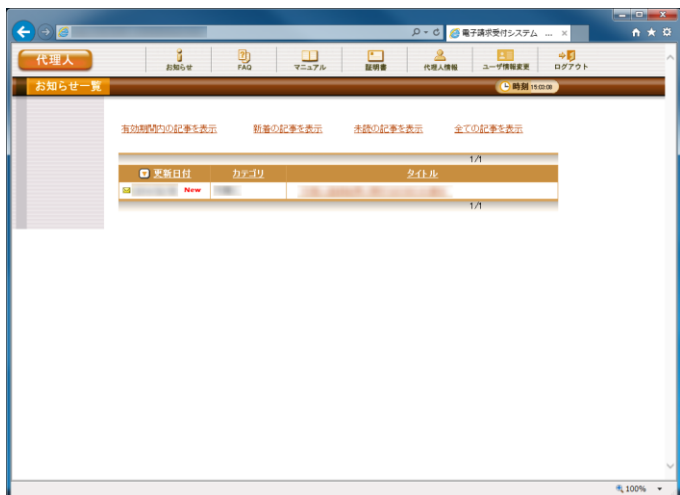 電子請求受付システム ...
代理人
お知らせ
FAQ
マニュアル
証明書
代理人情報
ユーザ情報変更
ログアウト
お知らせ一覧
時刻 15:03:08
有効期間内の記事を表示 新着の記事を表示 未読の記事を表示 全ての記事を表示
1/1
更新日付 カテゴリ タイトル
New
1/1
100%